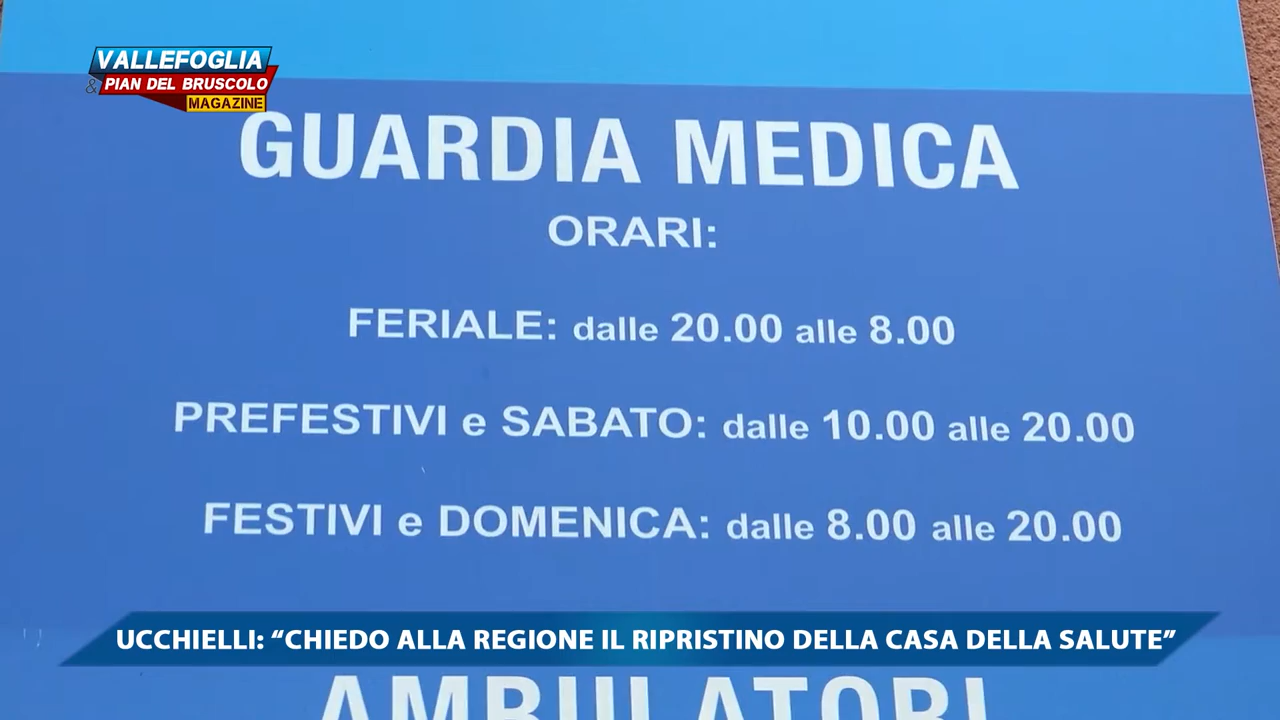 VALLEFOGLIA
& PIAN DEL BRUSCOLO
MAGAZINE
GUARDIA MEDICA
ORARI:
FERIALE: dalle 20.00 alle 8.00
PREFESTIVI e SABATO: dalle 10.00 alle 20.00
FESTIVI e DOMENICA: dalle 8.00 alle 20.00
UCCHIELLI: “CHIEDO ALLA REGIONE IL RIPRISTINO DELLA CASA DELLA SALUTE”
AMBULATORI